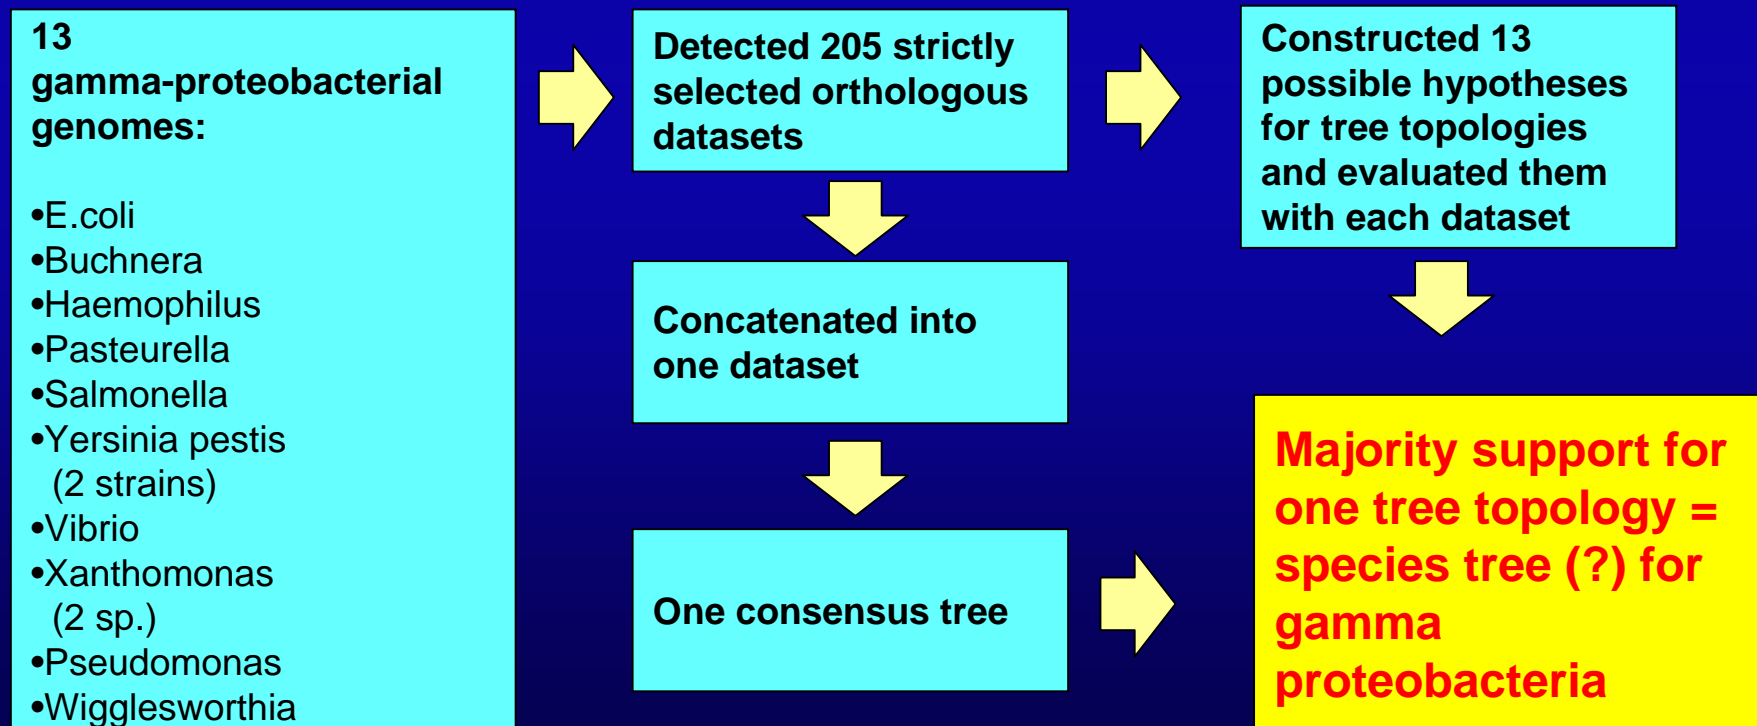 13
gamma-proteobacterial
genomes:
•E.coli
•Buchnera
•Haemophilus
•Pasteurella
•Salmonella
•Yersinia pestis
(2 strains)
•Vibrio
•Xanthomonas
(2 sp.)
•Pseudomonas
•Wigglesworthia
Detected 205 strictly
selected orthologous
datasets
Concatenated into
one dataset
One consensus tree
Constructed 13
possible hypotheses
for tree topologies
and evaluated them
with each dataset
Majority support for
one tree topology =
species tree (?) for
gamma
proteobacteria